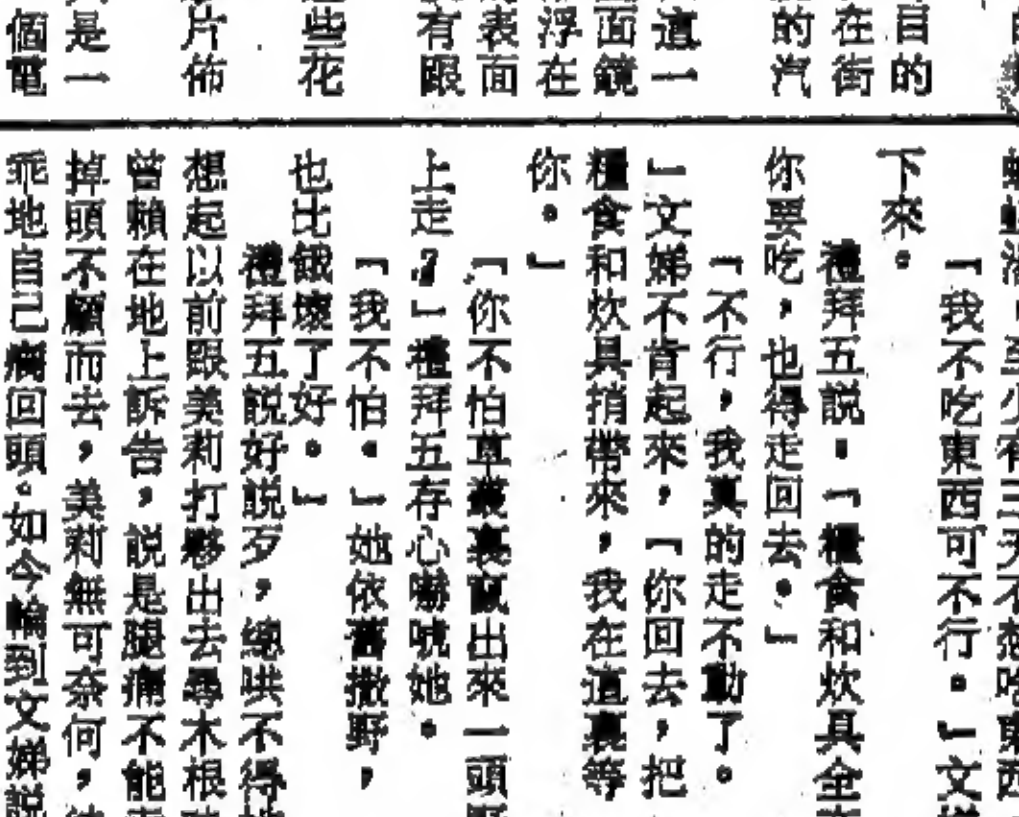 目的
在街
的汽
道一
面鏡
浮在
表面
有跟
些花
片佈
是一
個電
「我不吃東西可不行。」文娣
下來。
禮拜五說。「糧食和炊具全
你要吃，也得走回去。」
「不行，我真的走不動了。
」文娣不肯起來，「你回去，把
糧食和炊具捎帶來，我在這裏等
你。」
「你不怕草叢裏竄出來一頭野
上走？」禮拜五存心嚇唬她。
「我不怕。」她依舊撒野，
也比餓壞了好。」
禮拜五說好說歹，總哄不得她
想起以前跟美莉打夥出去尋木根
曾賴在地上訴告，說是腿痛不能
掉頭不願而去，美莉無可奈何，
乖地自己爛回頭。如今輪到文娣說